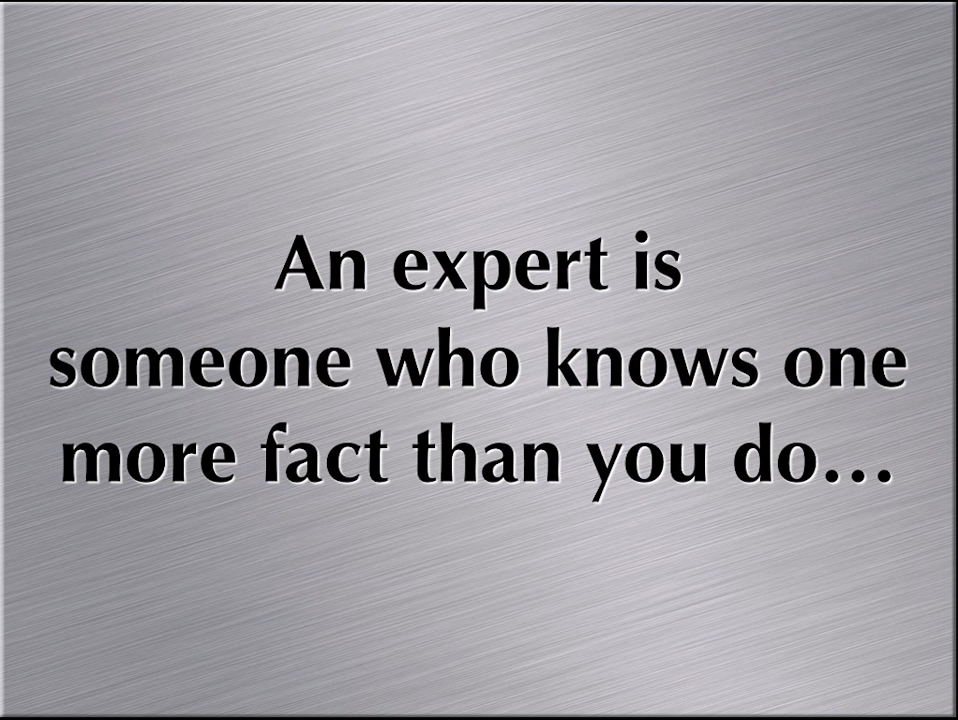 An expert is
someone who knows one
more fact than you do…